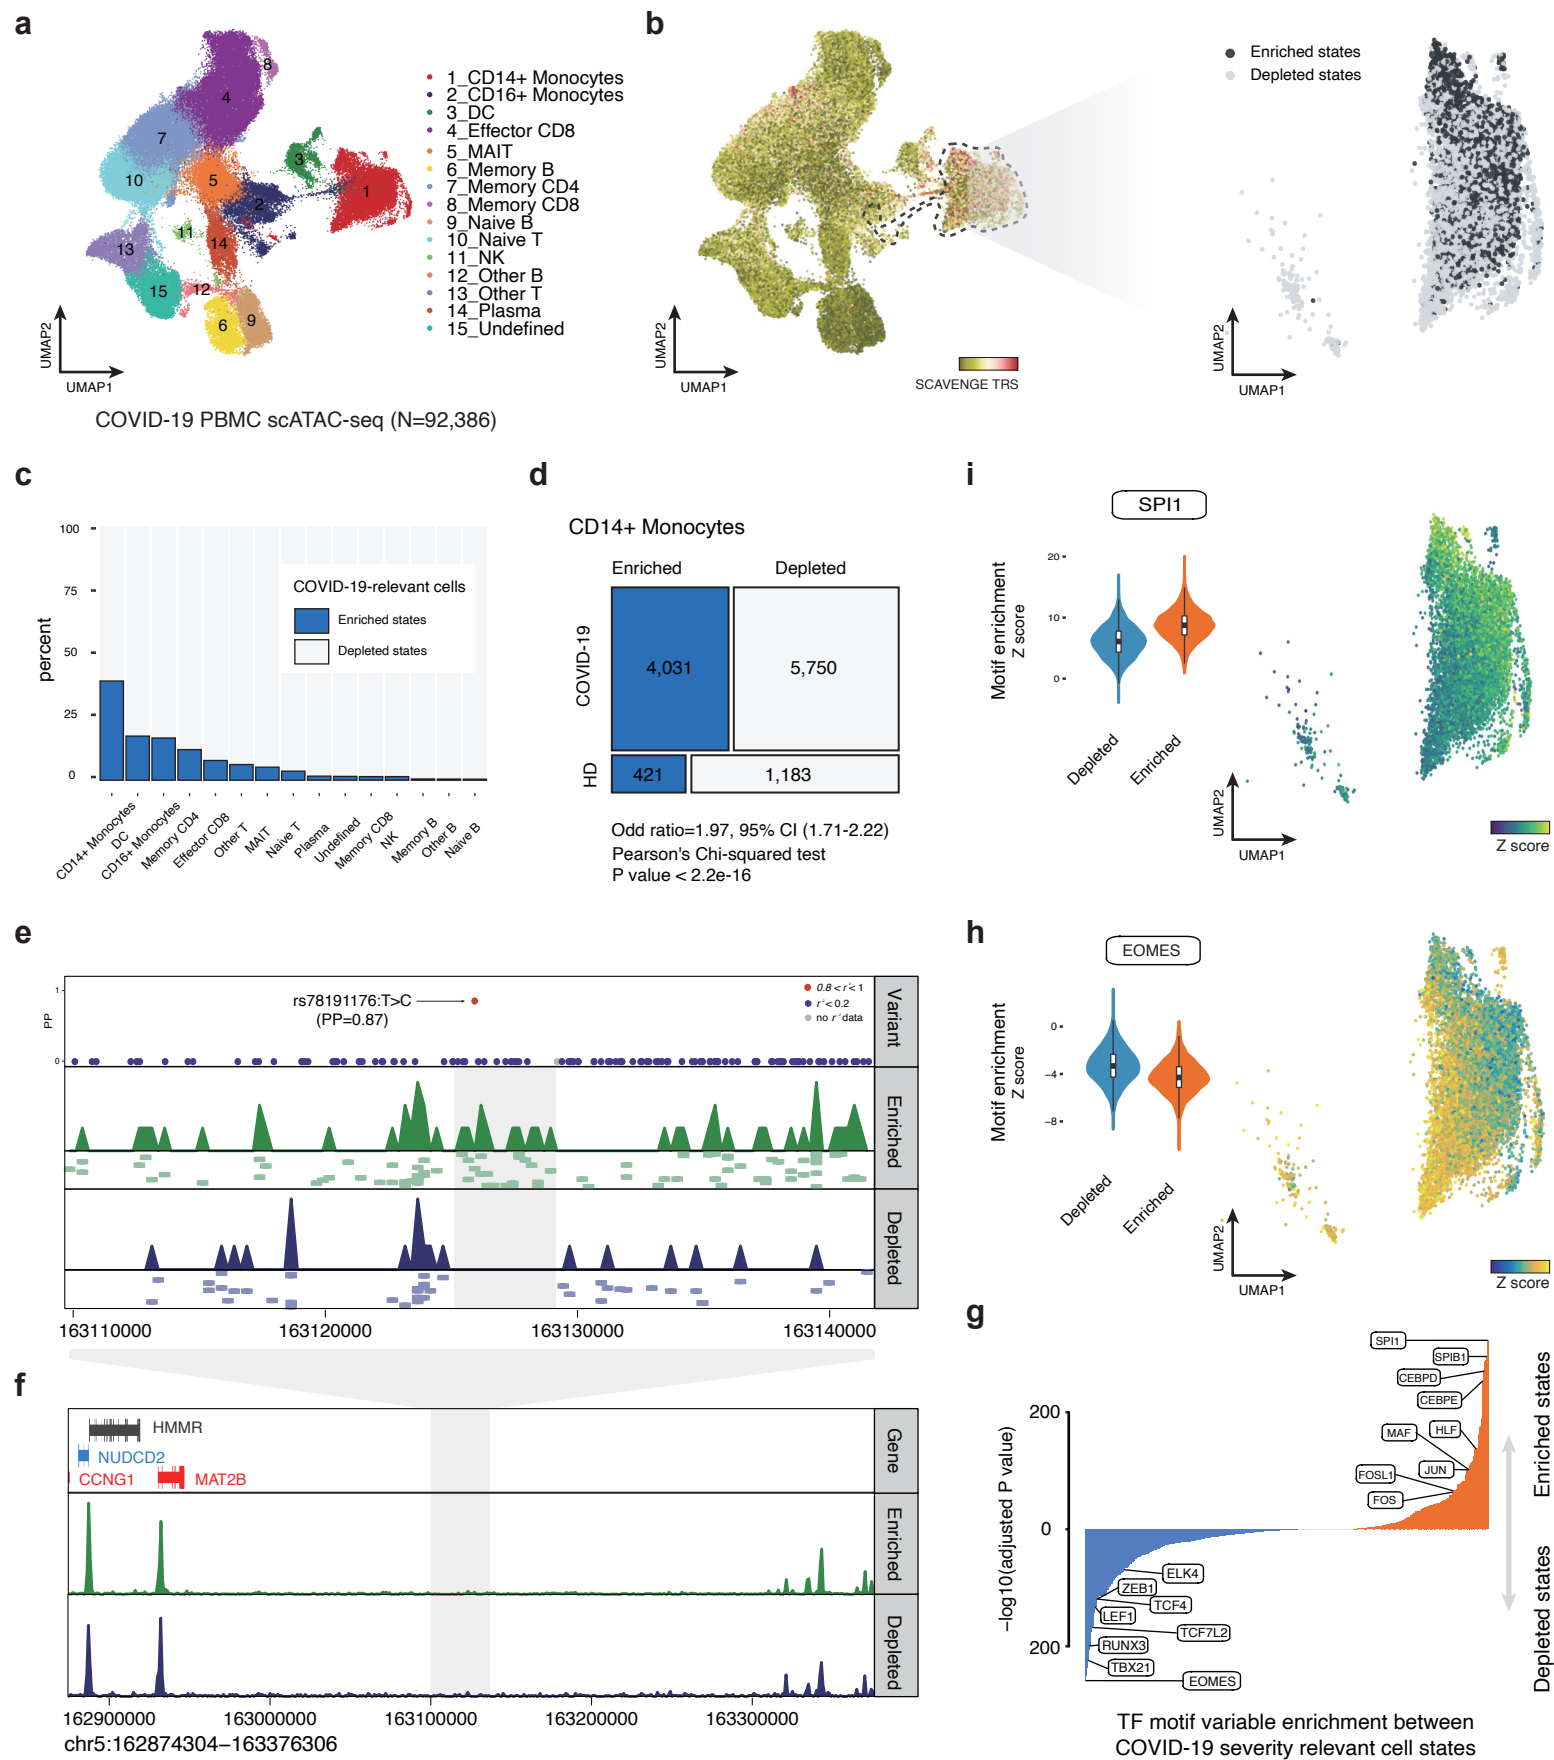 a
8
4
7
3
10
5
1
2
11
14
13
15
12
6
9
1_CD14+ Monocytes
2_CD16+ Monocytes
3_DC
4_Effector CD8
5_MAIT
6_Memory B
7_Memory CD4
8_Memory CD8
9_Naive B
10_Naive T
11_NK
12_Other B
13_Other T
14_Plasma
15_Undefined
UMAP2
UMAP1
COVID-19 PBMC scATAC-seq (N=92,386)
b
Enriched states
Depleted states
UMAP2
UMAP1
SCAVENGE TRS
UMAP2
UMAP1
c
100
75
50
25
0
percent
COVID-19-relevant cells
Enriched states
Depleted states
CD14+ Monocytes
DC
CD16+ Monocytes
Memory CD4
Effector CD8
Other T
MAIT
Naive T
Plasma
Undefined
Memory CD8
NK
Memory B
Other B
Naive B
d
CD14+ Monocytes
Enriched Depleted
COVID-19
4,031 5,750
HD
421 1,183
Odd ratio=1.97, 95% CI (1.71-2.22)
Pearson's Chi-squared test
P value < 2.2e-16
i
SPI1
Motif enrichment
Z score
20
10
0
Depleted
Enriched
UMAP2
UMAP1
Z score
e
PP
1
0
rs78191176:T>C
(PP=0.87)
0.8 < r² < 1
r² < 0.2
no r² data
Variant
Enriched
Depleted
163110000 163120000 163130000 163140000
h
EOMES
Motif enrichment
Z score
0
−4
−8
Depleted
Enriched
UMAP2
UMAP1
Z score
f
HMMR
NUDCD2
CCNG1 MAT2B
Gene
Enriched
Depleted
162900000 163000000 163100000 163200000 163300000
chr5:162874304−163376306
g
−log10(adjusted P value)
200
0
200
SPI1
SPIB1
CEBPD
CEBPE
MAF
HLF
JUN
FOSL1
FOS
ELK4
ZEB1
TCF4
LEF1
TCF7L2
RUNX3
TBX21
EOMES
Enriched states
Depleted states
TF motif variable enrichment between
COVID-19 severity relevant cell states